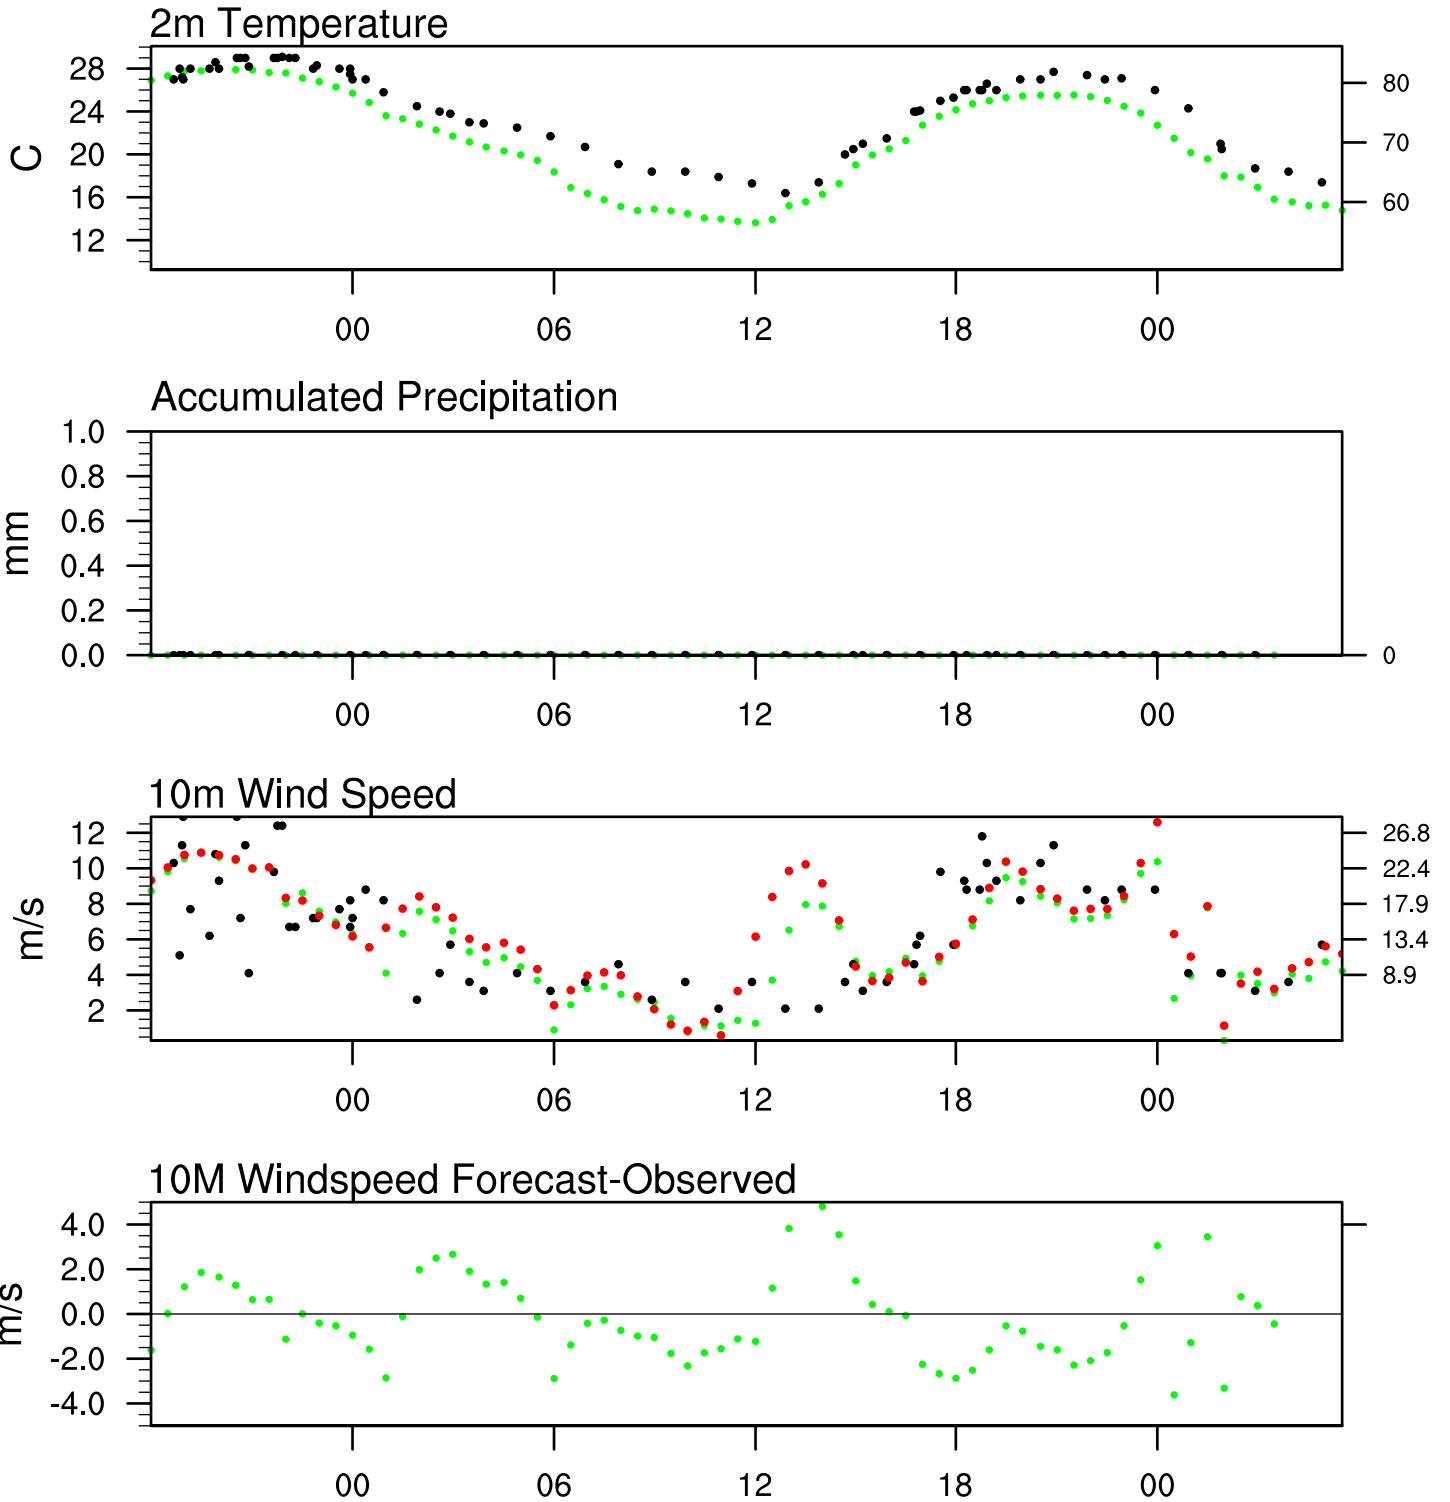 2m Temperature
28
24
20
16
12
C
80
70
60
00 06 12 18 00
Accumulated Precipitation
1.0
0.8
0.6
0.4
0.2
0.0
mm
0
00 06 12 18 00
10m Wind Speed
12
10
8
6
4
2
m/s
26.8
22.4
17.9
13.4
8.9
00 06 12 18 00
10M Windspeed Forecast-Observed
4.0
2.0
0.0
-2.0
-4.0
m/s
00 06 12 18 00